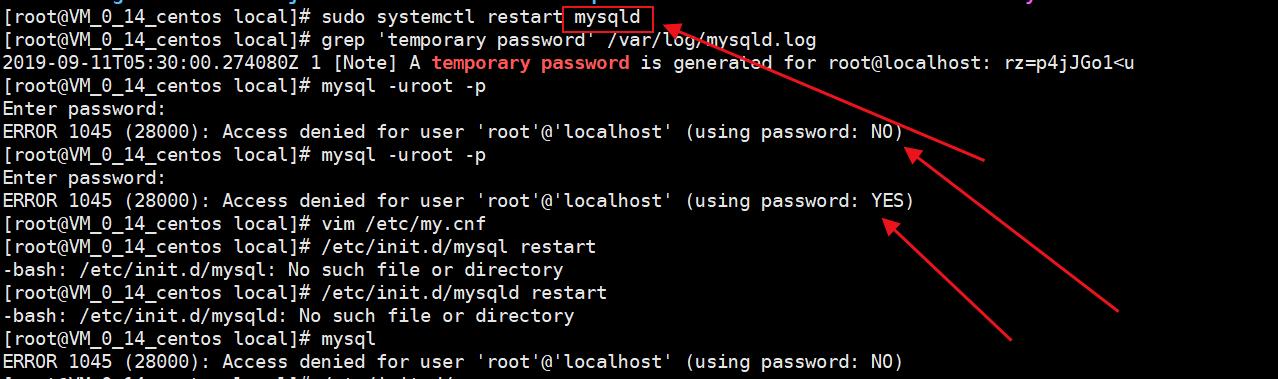 [root@VM_0_14_centos local]# sudo systemctl restart mysqld
[root@VM_0_14_centos local]# grep 'temporary password' /var/log/mysqld.log
2019-09-11T05:30:00.274080Z 1 [Note] A temporary password is generated for root@localhost: rz=p4jJGo1<u
[root@VM_0_14_centos local]# mysql -uroot -p
Enter password:
ERROR 1045 (28000): Access denied for user 'root'@'localhost' (using password: NO)
[root@VM_0_14_centos local]# mysql -uroot -p
Enter password:
ERROR 1045 (28000): Access denied for user 'root'@'localhost' (using password: YES)
[root@VM_0_14_centos local]# vim /etc/my.cnf
[root@VM_0_14_centos local]# /etc/init.d/mysql restart
-bash: /etc/init.d/mysql: No such file or directory
[root@VM_0_14_centos local]# /etc/init.d/mysqld restart
-bash: /etc/init.d/mysqld: No such file or directory
[root@VM_0_14_centos local]# mysql
ERROR 1045 (28000): Access denied for user 'root'@'localhost' (using password: NO)